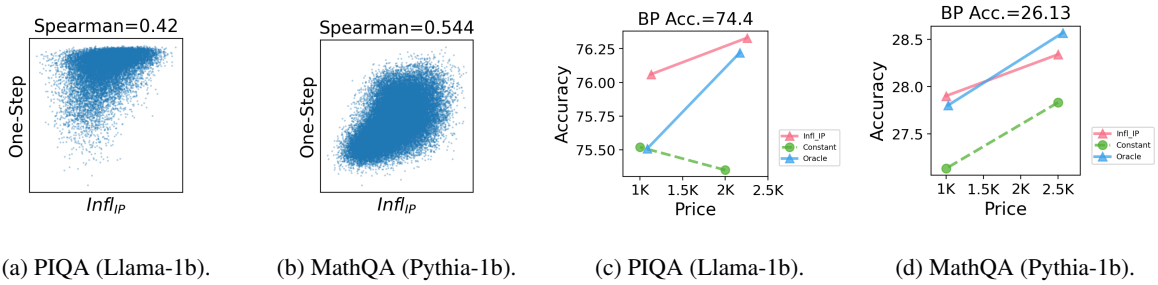 Spearman=0.42
One-Step
Infl_IP
(a) PIQA (Llama-1b).
Spearman=0.544
One-Step
Infl_IP
(b) MathQA (Pythia-1b).
BP Acc.=74.4
Accuracy
76.25
76.00
75.75
75.50
1K 1.5K 2K 2.5K
Price
Infl_IP
Constant
Oracle
(c) PIQA (Llama-1b).
BP Acc.=26.13
Accuracy
28.5
28.0
27.5
1K 1.5K 2K 2.5K
Price
Infl_IP
Constant
Oracle
(d) MathQA (Pythia-1b).